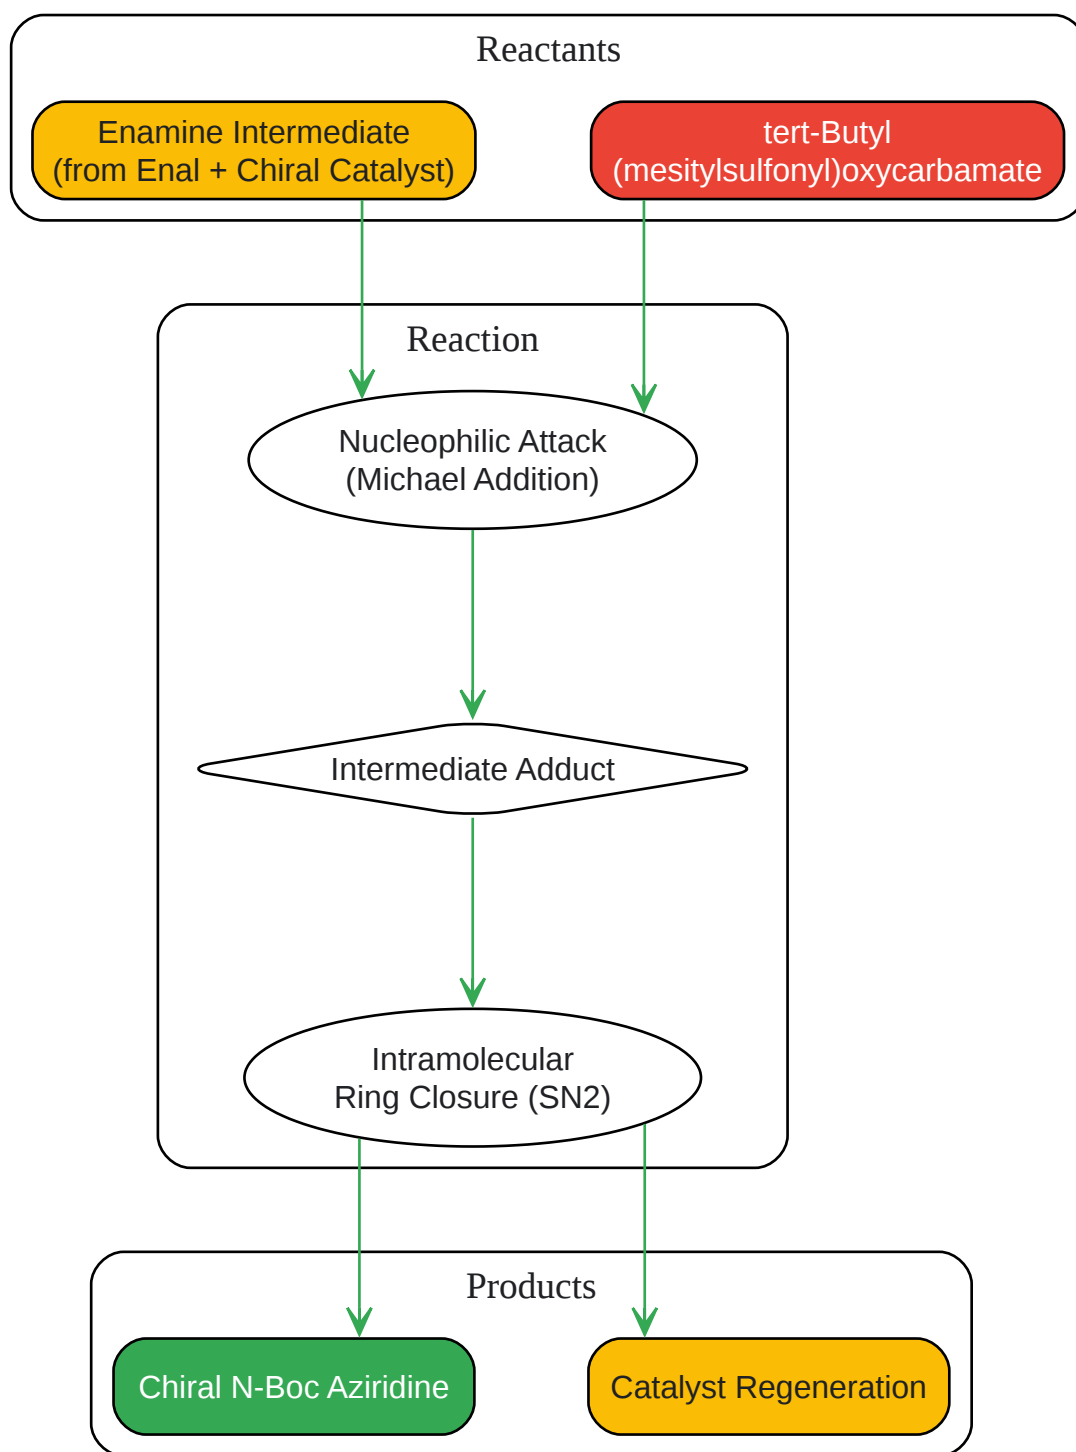 Reactants
Enamine Intermediate
(from Enal + Chiral Catalyst)
tert-Butyl
(mesitylsulfonyl)oxycarbamate
Reaction
Nucleophilic Attack
(Michael Addition)
Intermediate Adduct
Intramolecular
Ring Closure (SN2)
Products
Chiral N-Boc Aziridine
Catalyst Regeneration